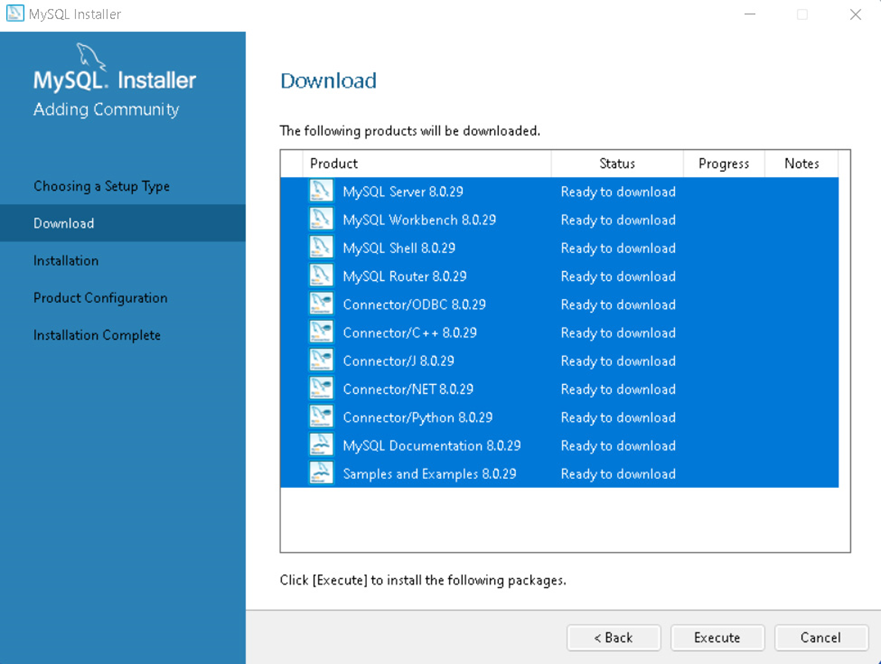 MySQL Installer
MySQL. Installer
Adding Community
Choosing a Setup Type
Download
Installation
Product Configuration
Installation Complete
Download
The following products will be downloaded.
Product Status Progress Notes
MySQL Server 8.0.29 Ready to download
MySQL Workbench 8.0.29 Ready to download
MySQL Shell 8.0.29 Ready to download
MySQL Router 8.0.29 Ready to download
Connector/ODBC 8.0.29 Ready to download
Connector/C++ 8.0.29 Ready to download
Connector/J 8.0.29 Ready to download
Connector/NET 8.0.29 Ready to download
Connector/Python 8.0.29 Ready to download
MySQL Documentation 8.0.29 Ready to download
Samples and Examples 8.0.29 Ready to download
Click [Execute] to install the following packages.
< Back Execute Cancel